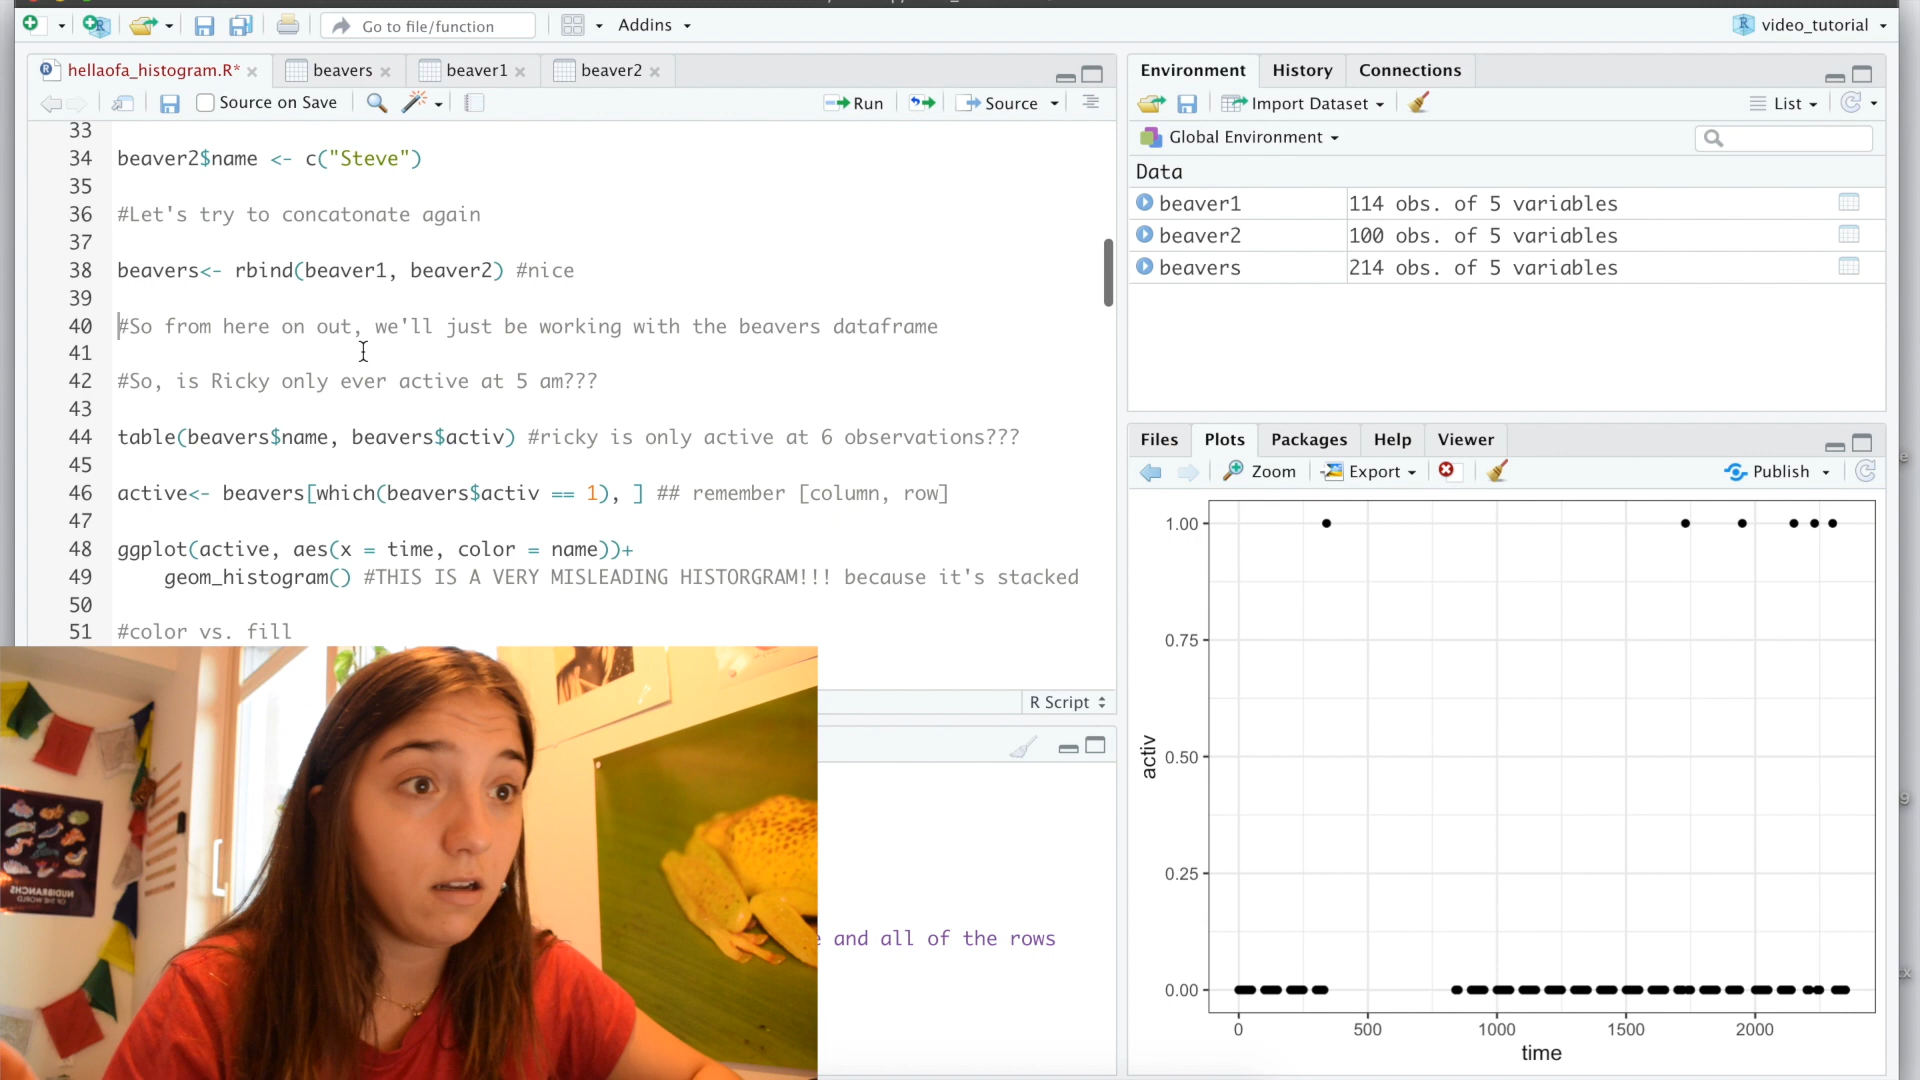 Go to file/function
Addins
video_tutorial
hellaofa_histogram.R*
beavers
beaver1
beaver2
Source on Save
Run
Source
33
34 beaver2$name <- c("Steve")
35
36 #Let's try to concatonate again
37
38 beavers<- rbind(beaver1, beaver2) #nice
39
40 #So from here on out, we'll just be working with the beavers dataframe
41
42 #So, is Ricky only ever active at 5 am???
43
44 table(beavers$name, beavers$activ) #ricky is only active at 6 observations???
45
46 active<- beavers[which(beavers$activ == 1), ] ## remember [column, row]
47
48 ggplot(active, aes(x = time, color = name))+
49 geom_histogram() #THIS IS A VERY MISLEADING HISTORGRAM!!! because it's stacked
50
51 #color vs. fill
R Script
e and all of the rows
NUDIBRANCHS
OF THE WORLD
Environment
History
Connections
Import Dataset
List
Global Environment
Data
beaver1 114 obs. of 5 variables
beaver2 100 obs. of 5 variables
beavers 214 obs. of 5 variables
Files
Plots
Packages
Help
Viewer
Zoom
Export
Publish
1.00
0.75
0.50
0.25
0.00
activ
0 500 1000 1500 2000
time